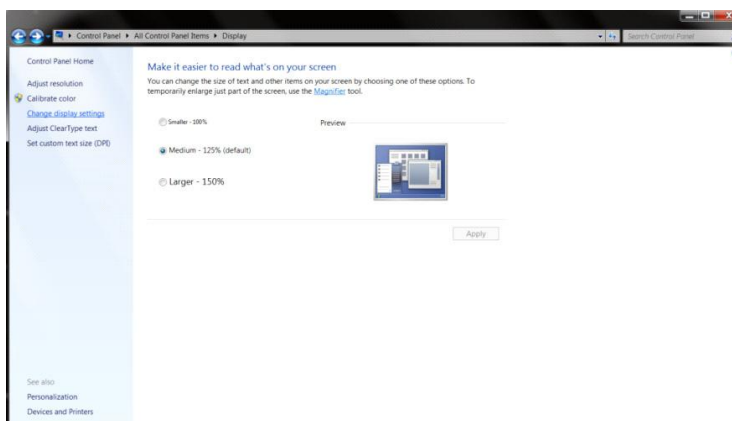 Control Panel ▸ All Control Panel Items ▸ Display
Search Control Panel
Control Panel Home
Adjust resolution
Calibrate color
Change display settings
Adjust ClearType text
Set custom text size (DPI)
See also
Personalization
Devices and Printers
Make it easier to read what's on your screen
You can change the size of text and other items on your screen by choosing one of these options. To
temporarily enlarge just part of the screen, use the Magnifier tool.
Smaller - 100%
Preview
Medium - 125% (default)
Larger - 150%
Apply